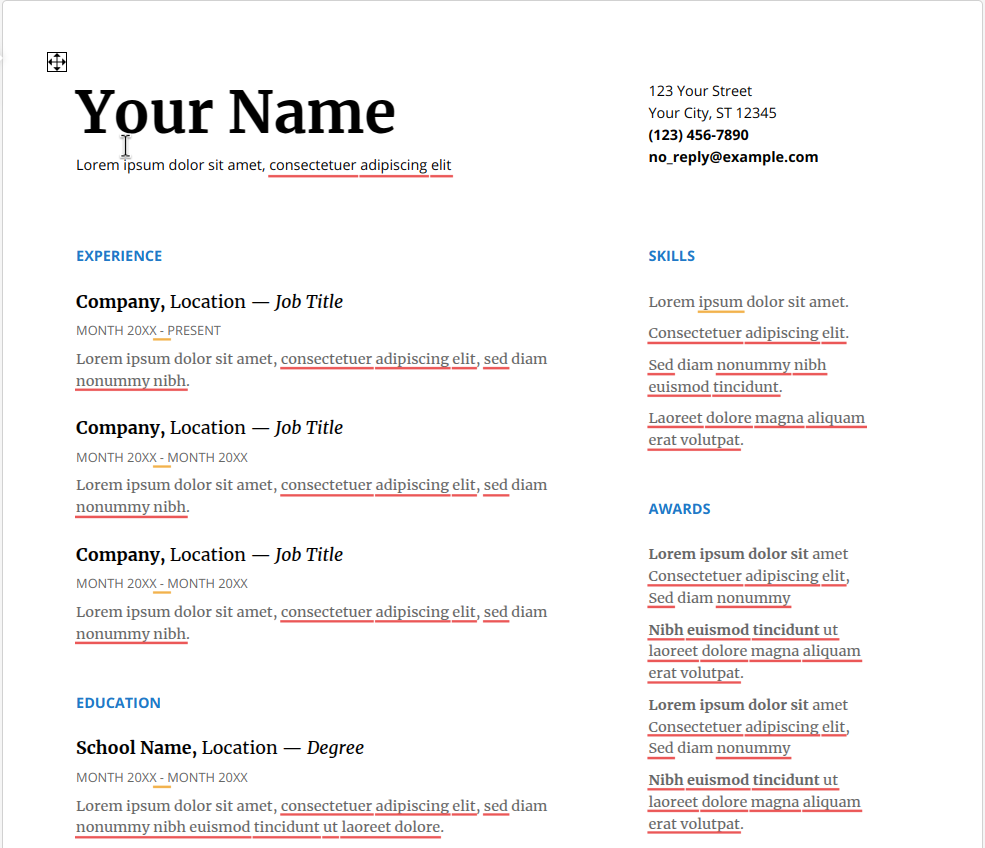 Your Name
Lorem ipsum dolor sit amet, consectetuer adipiscing elit
123 Your Street
Your City, ST 12345
(123) 456-7890
no_reply@example.com
EXPERIENCE
Company, Location — Job Title
MONTH 20XX - PRESENT
Lorem ipsum dolor sit amet, consectetuer adipiscing elit, sed diam
nonummy nibh.
Company, Location — Job Title
MONTH 20XX - MONTH 20XX
Lorem ipsum dolor sit amet, consectetuer adipiscing elit, sed diam
nonummy nibh.
Company, Location — Job Title
MONTH 20XX - MONTH 20XX
Lorem ipsum dolor sit amet, consectetuer adipiscing elit, sed diam
nonummy nibh.
EDUCATION
School Name, Location — Degree
MONTH 20XX - MONTH 20XX
Lorem ipsum dolor sit amet, consectetuer adipiscing elit, sed diam
nonummy nibh euismod tincidunt ut laoreet dolore.
SKILLS
Lorem ipsum dolor sit amet.
Consectetuer adipiscing elit.
Sed diam nonummy nibh
euismod tincidunt.
Laoreet dolore magna aliquam
erat volutpat.
AWARDS
Lorem ipsum dolor sit amet
Consectetuer adipiscing elit,
Sed diam nonummy
Nibh euismod tincidunt ut
laoreet dolore magna aliquam
erat volutpat.
Lorem ipsum dolor sit amet
Consectetuer adipiscing elit,
Sed diam nonummy
Nibh euismod tincidunt ut
laoreet dolore magna aliquam
erat volutpat.